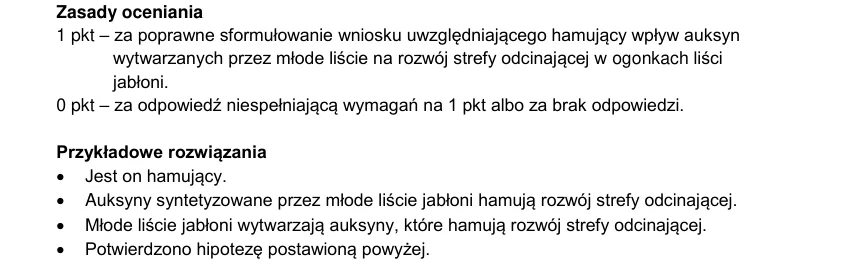 Zasady oceniania
1 pkt – za poprawne sformułowanie wniosku uwzględniającego hamujący wpływ auksyn
wytwarzanych przez młode liście na rozwój strefy odcinającej w ogonkach liści
jabłoni.
0 pkt – za odpowiedź niespełniającą wymagań na 1 pkt albo za brak odpowiedzi.
Przykładowe rozwiązania
• Jest on hamujący.
• Auksyny syntetyzowane przez młode liście jabłoni hamują rozwój strefy odcinającej.
• Młode liście jabłoni wytwarzają auksyny, które hamują rozwój strefy odcinającej.
• Potwierdzono hipotezę postawioną powyżej.